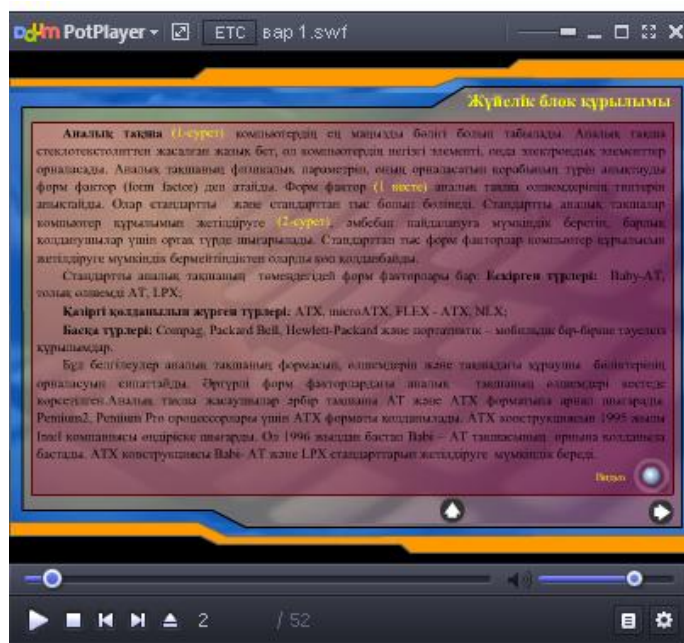 Daum PotPlayer ETC вар 1.swf
Жүйелік блок құрылымы
Аналық тақша (1-сурет) компьютердің ең маңызды бөлігі болып табылады. Аналық тақша
стеклотекстолиттен жасалған жазық бет, ол компьютердің негізгі элементі, онда электрондық элементтер
орналасады. Аналық тақшаның физикалық параметрін, оның орналасатын қорабының түрін анықтауды
форм фактор (form factor) деп атайды. Форм фактор (1 кесте) аналық тақша өлшемдерінің типтерін
анықтайды. Олар стандартты және стандарттан тыс болып бөлінеді. Стандартты аналық тақшалар
компьютер құрылымын жетілдіруге (2-сурет) әмбебап пайдалануға мүмкіндік беретін, барлық
қолданушылар үшін ортақ түрде шығарылады. Стандарттан тыс форм факторлар компьютер құрылысын
жетілдіруге мүмкіндік бермейтіндіктен оларды көп қолданбайды.
Стандартты аналық тақшаның төмендегідей форм факторлары бар: Ескірген түрлері: Baby-AT,
толық өлшемді AT, LPX;
Қазіргі қолданылып жүрген түрлері: ATX, microATX, FLEX - ATX, NLX;
Басқа түрлері: Compag, Packard Bell, Hewlett-Packard және портативтік – мобильдік бір-біріне тәуелсіз
құрылымдар.
Бұл белгілеулер аналық тақшаның формасын, өлшемдерін және тақшадағы құраушы бөліктерінің
орналасуын сипаттайды. Әртүрлі форм факторлардағы аналық тақшаның өлшемдері кестеде
көрсетілген.Аналық тақша жасаушылар әрбір тақшаны AT және ATX форматына арнап шығарады.
Pentium2, Pentium Pro процессорлары үшін ATX форматы қолданылады. ATX конструкциясын 1995 жылы
Intel компаниясы өндіріске шығарды. Ол 1996 жылдан бастап Babi – AT тақшасының орнына қолданыла
бастады. ATX конструкциясы Babi- AT және LPX стандарттарын жетілдіруге мүмкіндік береді.
2 / 52